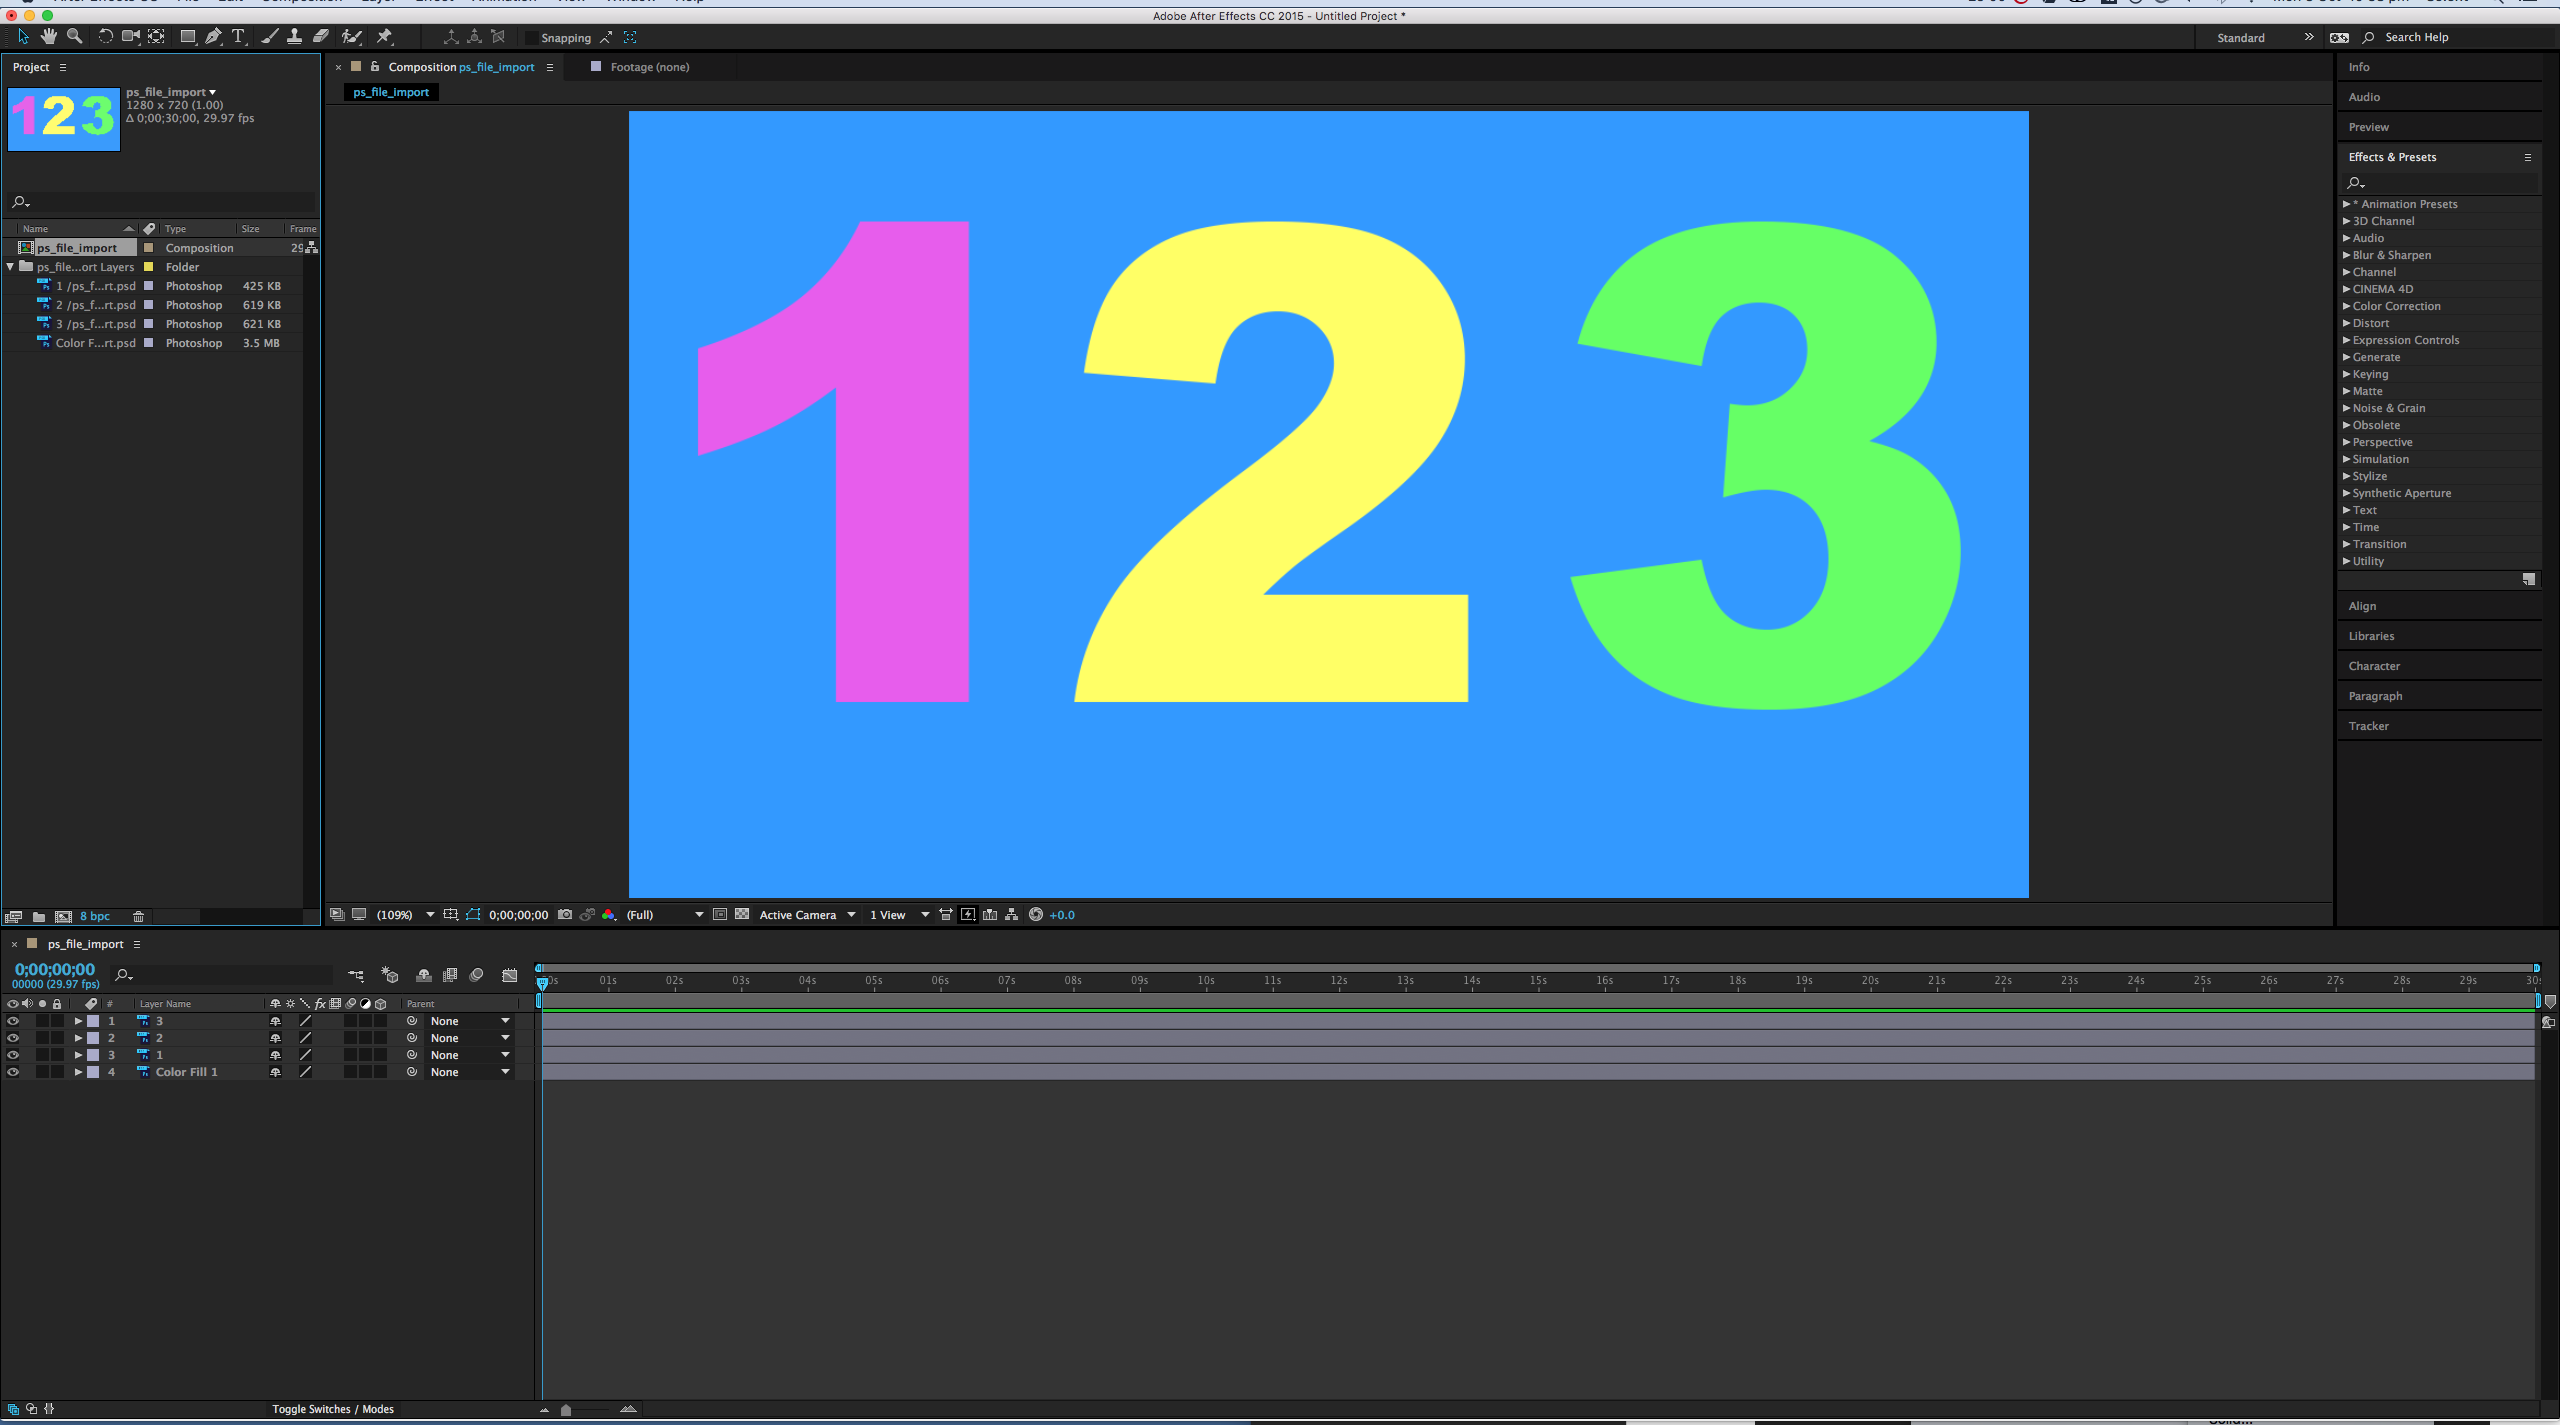 Adobe After Effects CC 2015 - Untitled Project *
Snapping
Standard
Search Help
Project
ps_file_import
1280 x 720 (1.00)
Δ 0;00;30;00, 29.97 fps
Name Type Size Frame
ps_file_import Composition 29
ps_file...ort Layers Folder
1 /ps_f...rt.psd Photoshop 425 KB
2 /ps_f...rt.psd Photoshop 619 KB
3 /ps_f...rt.psd Photoshop 621 KB
Color F...rt.psd Photoshop 3.5 MB
8 bpc
Composition ps_file_import
Footage (none)
ps_file_import
1 2 3
(109%) 0;00;00;00 (Full) Active Camera 1 View +0.0
Info
Audio
Preview
Effects & Presets
* Animation Presets
3D Channel
Audio
Blur & Sharpen
Channel
CINEMA 4D
Color Correction
Distort
Expression Controls
Generate
Keying
Matte
Noise & Grain
Obsolete
Perspective
Simulation
Stylize
Synthetic Aperture
Text
Time
Transition
Utility
Align
Libraries
Character
Paragraph
Tracker
ps_file_import
0;00;00;00
00000 (29.97 fps)
01s 02s 03s 04s 05s 06s 07s 08s 09s 10s 11s 12s 13s 14s 15s 16s 17s 18s 19s 20s 21s 22s 23s 24s 25s 26s 27s 28s 29s 30s
# Layer Name fx Parent
1 3 None
2 2 None
3 1 None
4 Color Fill 1 None
Toggle Switches / Modes